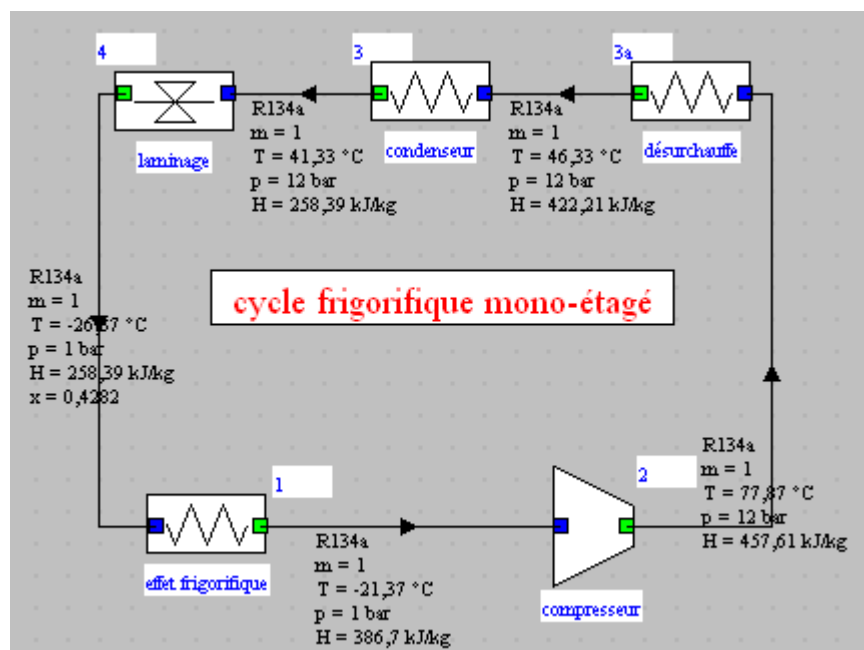 4
3
3a
laminage
R134a
m = 1
T = 41,33 °C
p = 12 bar
H = 258,39 kJ/kg
condenseur
R134a
m = 1
T = 46,33 °C
p = 12 bar
H = 422,21 kJ/kg
désurchauffe
R134a
m = 1
T = -26,37 °C
p = 1 bar
H = 258,39 kJ/kg
x = 0,4282
cycle frigorifique mono-étagé
1
effet frigorifique
R134a
m = 1
T = -21,37 °C
p = 1 bar
H = 386,7 kJ/kg
2
compresseur
R134a
m = 1
T = 77,87 °C
p = 12 bar
H = 457,61 kJ/kg